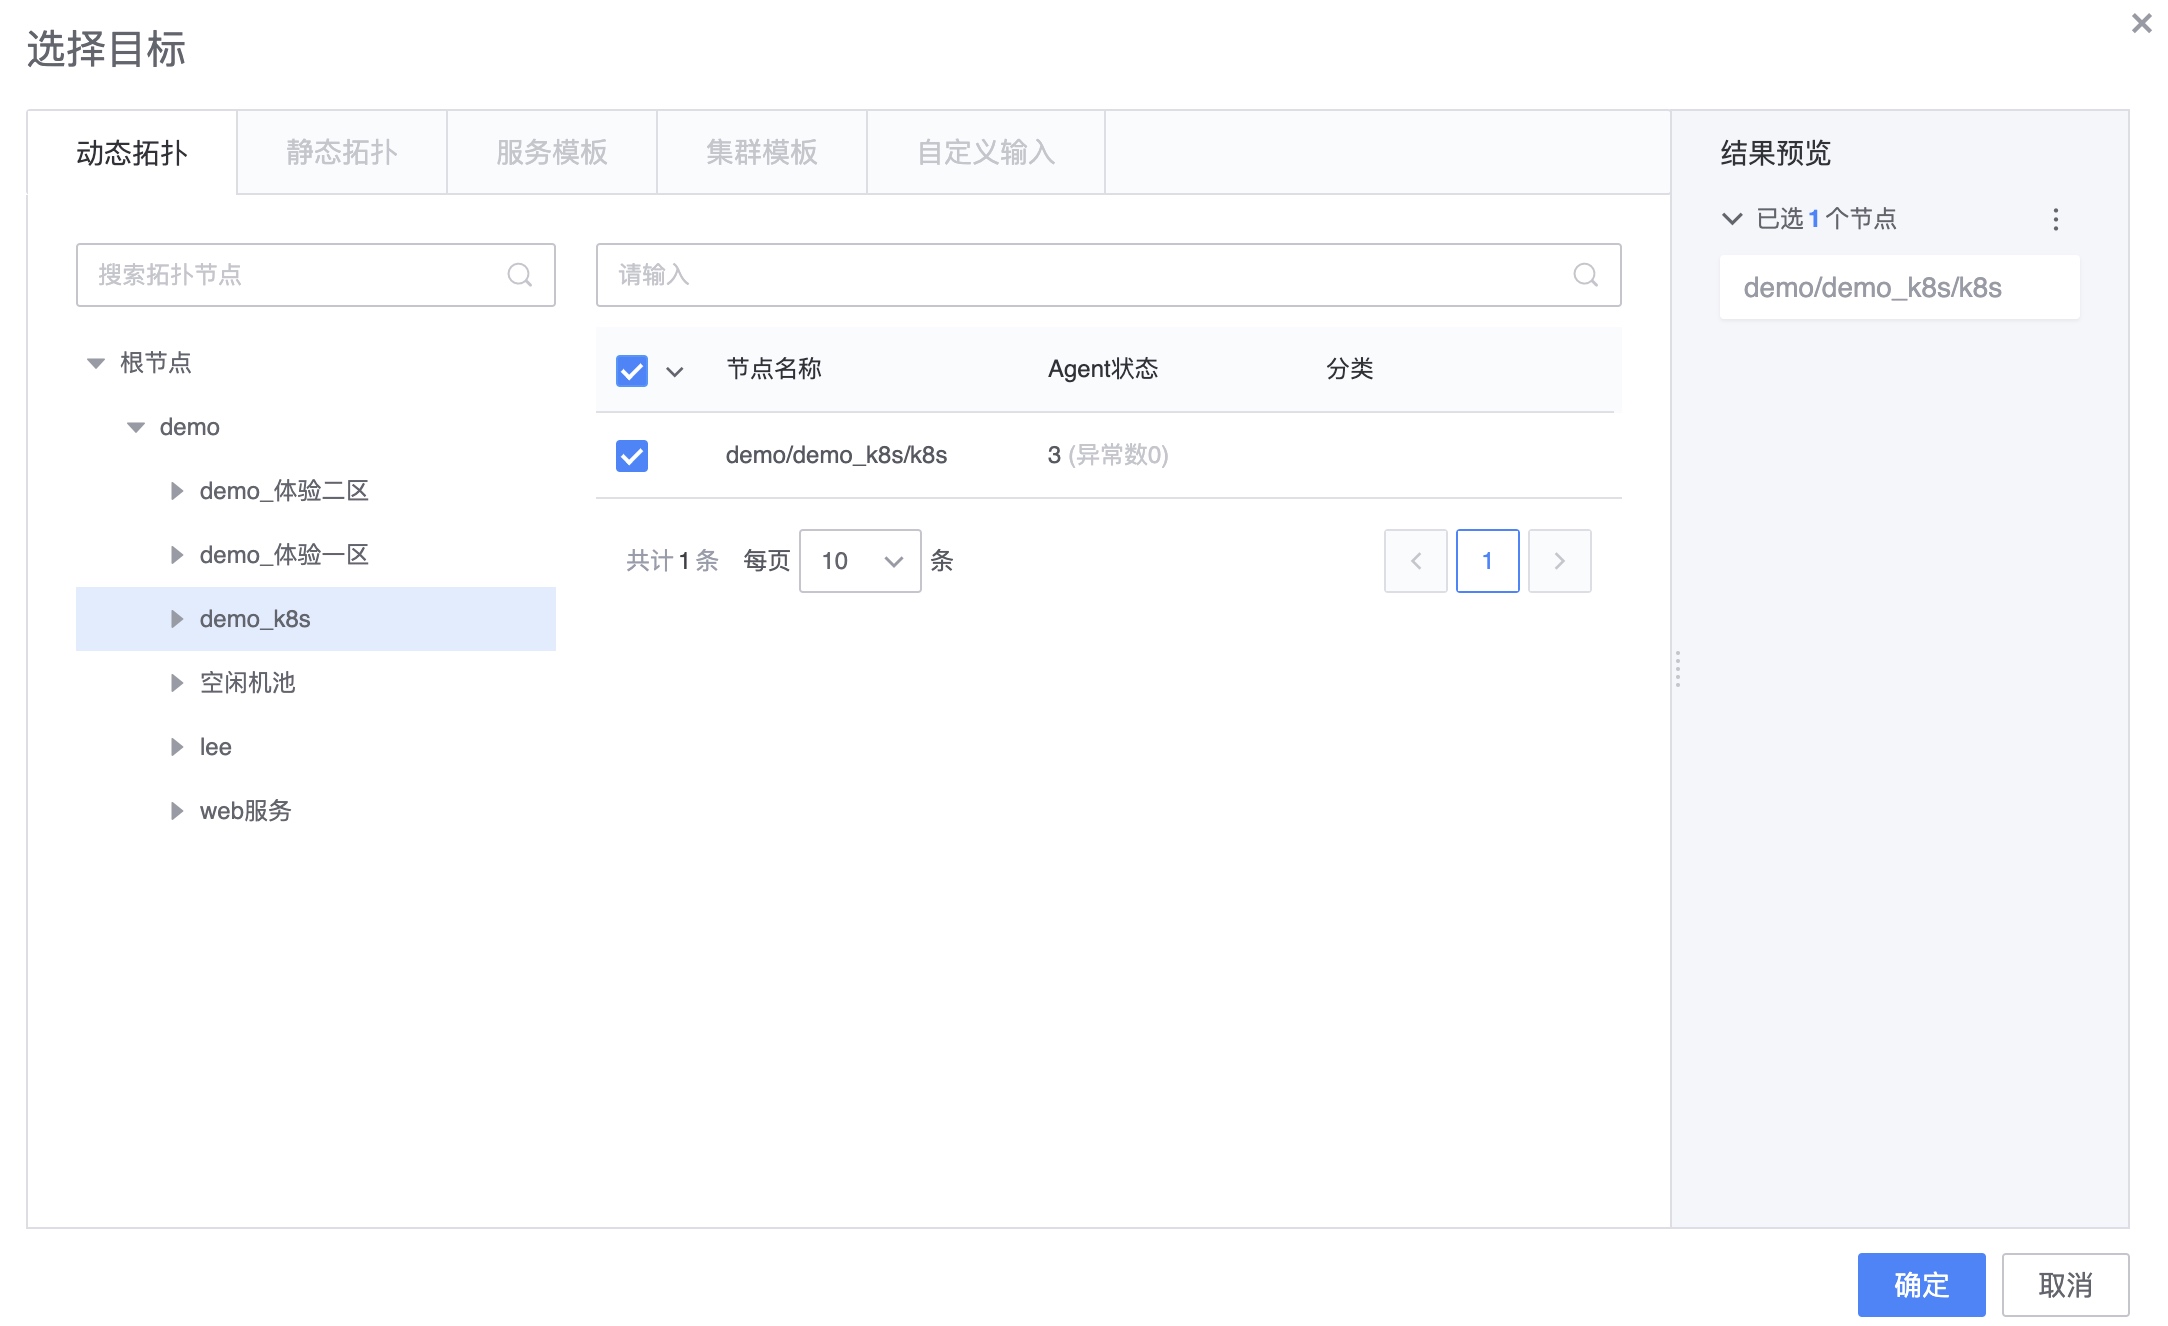 选择目标
动态拓扑 静态拓扑 服务模板 集群模板 自定义输入
搜索拓扑节点
根节点
demo
demo_体验二区
demo_体验一区
demo_k8s
空闲机池
lee
web服务
请输入
节点名称 Agent状态 分类
demo/demo_k8s/k8s 3 (异常数0)
共计 1 条 每页 10 条 1
结果预览
已选 1 个节点
demo/demo_k8s/k8s
确定 取消